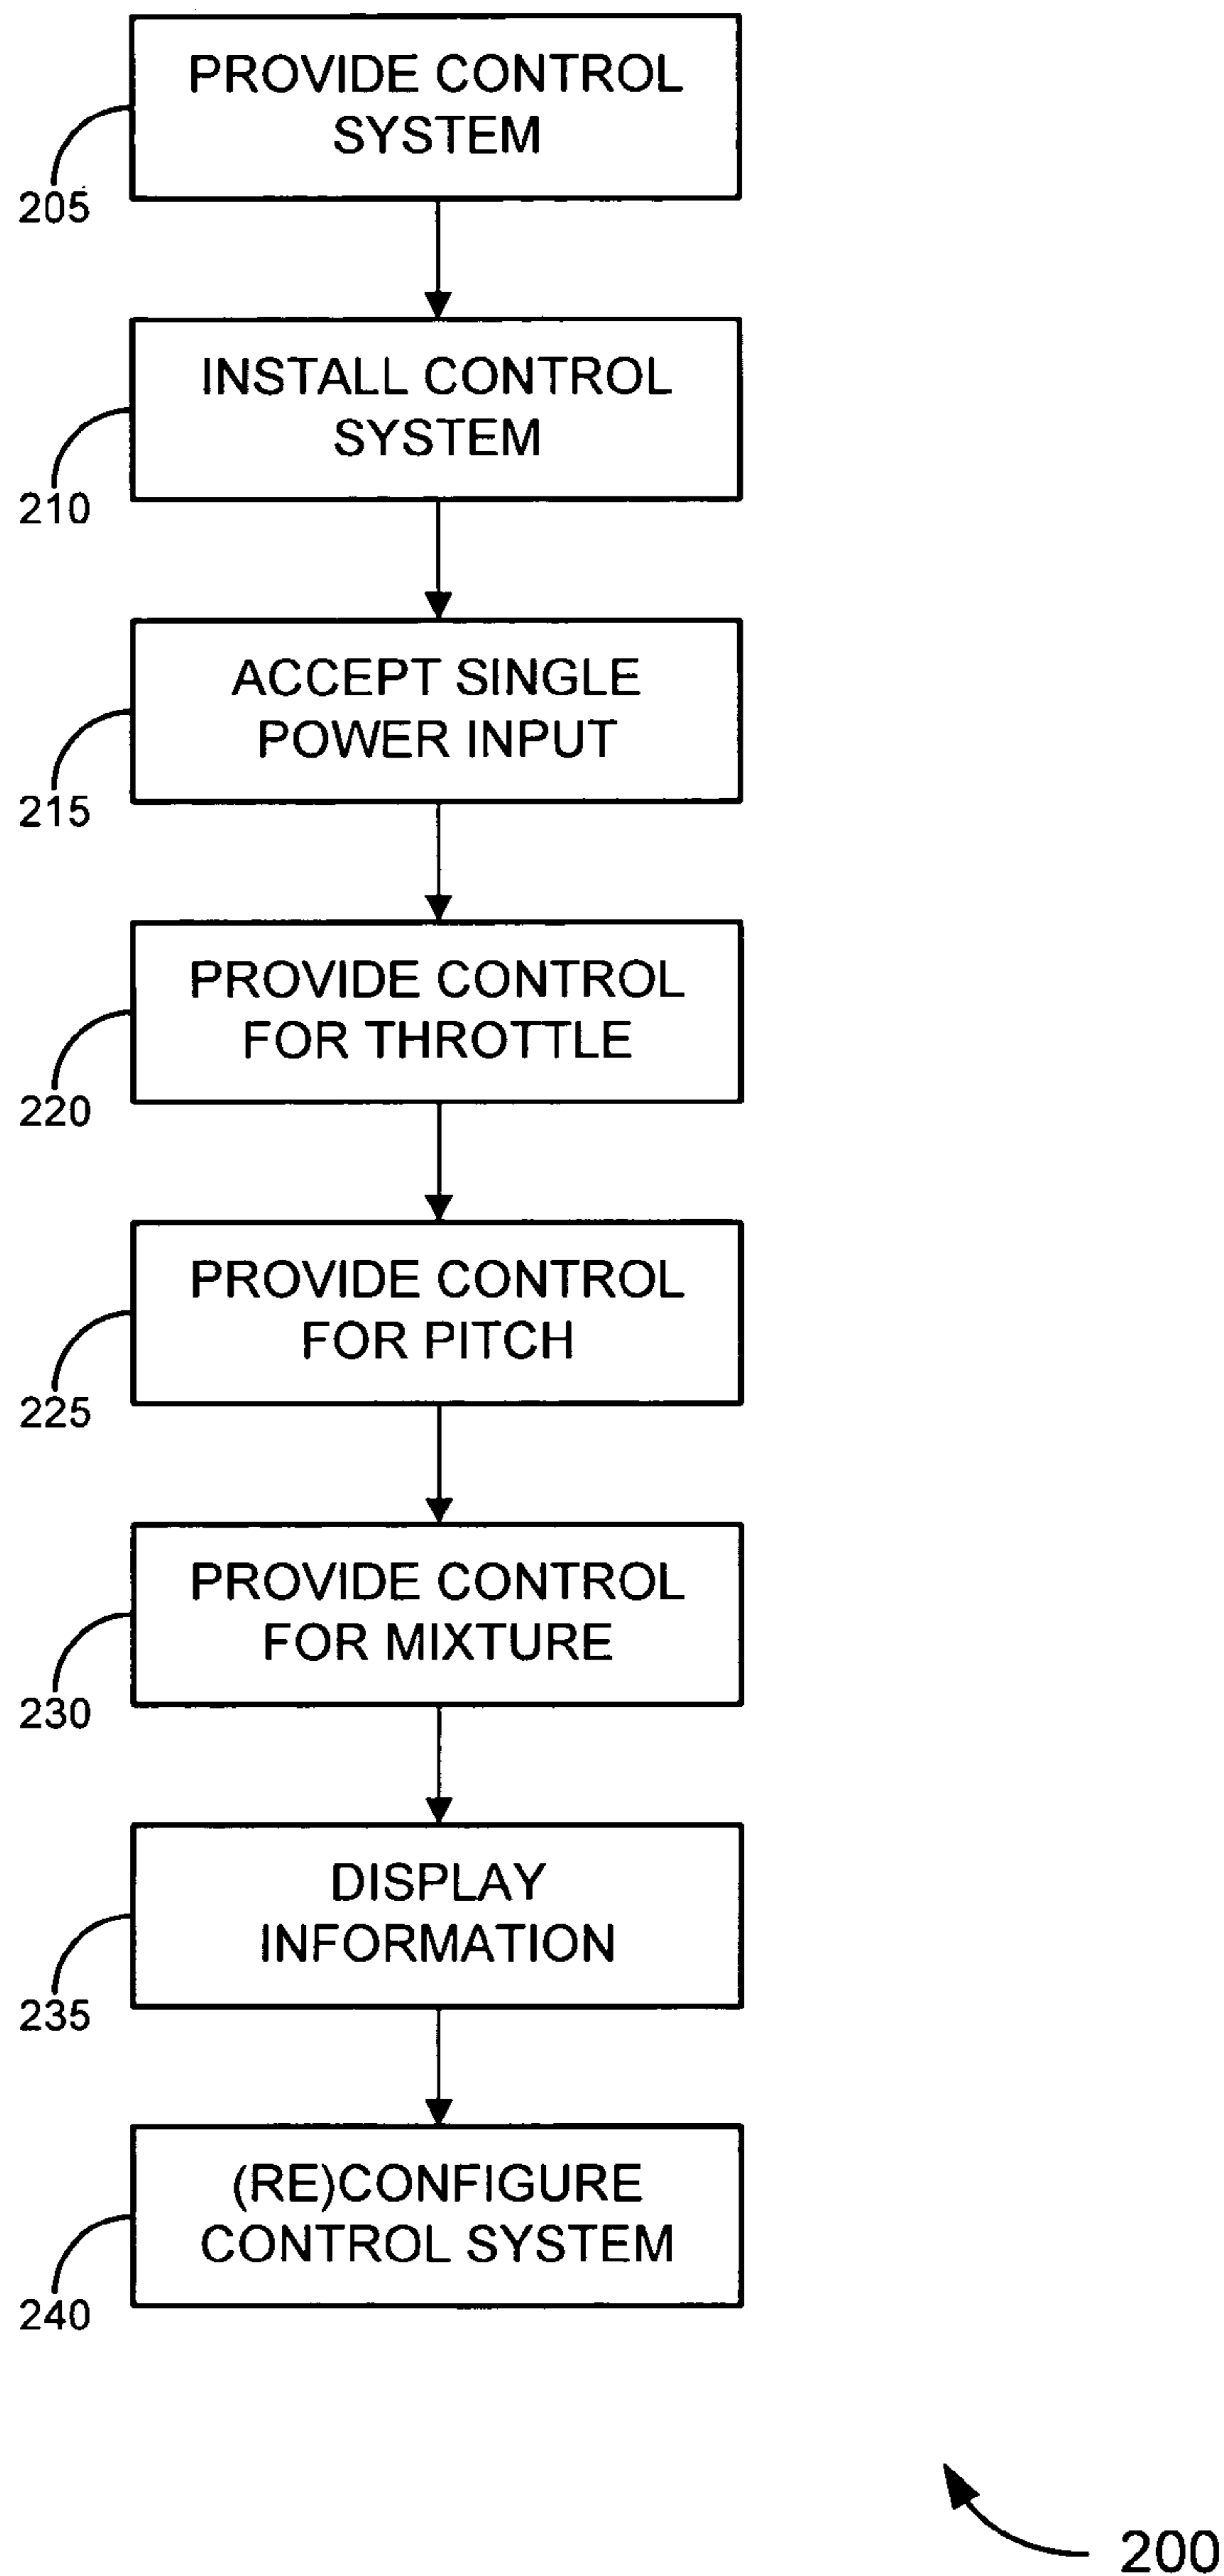 PROVIDE CONTROL
SYSTEM
205
INSTALL CONTROL
SYSTEM
210
ACCEPT SINGLE
POWER INPUT
215
PROVIDE CONTROL
FOR THROTTLE
220
PROVIDE CONTROL
FOR PITCH
225
PROVIDE CONTROL
FOR MIXTURE
230
DISPLAY
INFORMATION
235
(RE)CONFIGURE
CONTROL SYSTEM
240
200